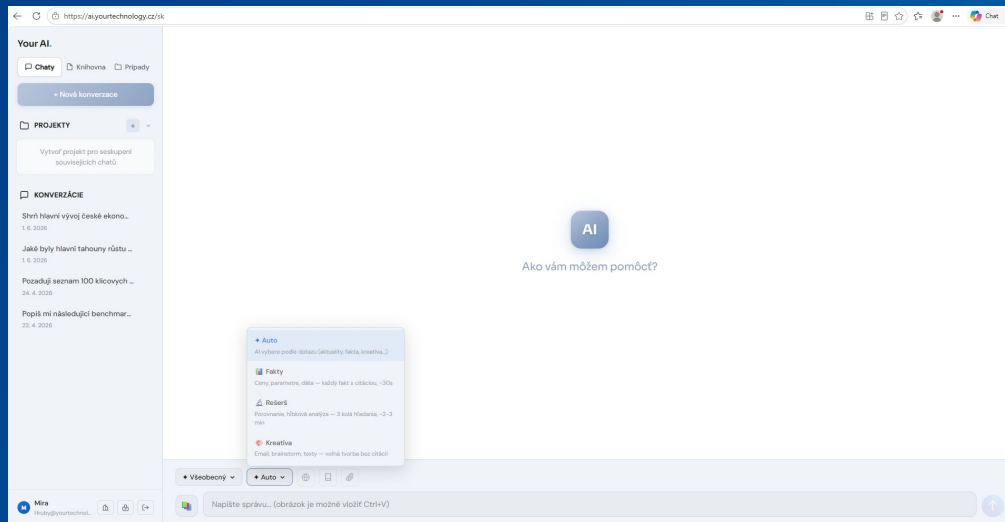 https://ai.yourtechnology.cz/sk
Chat
Your AI.
Chaty
Knihovna
Prípady
+ Nová konverzace
PROJEKTY
Vytvoř projekt pro seskupení
souvisejících chatů
KONVERZÁCIE
Shrň hlavní vývoj české ekono...
1. 6. 2026
Jaké byly hlavní tahouny růstu ...
1. 6. 2026
Pozaduji seznam 100 klicovych ...
24. 4. 2026
Popiš mi následující benchmar...
23. 4. 2026
AI
Ako vám môžem pomôcť?
Auto
AI vybere podle dotazu (aktuality, fakta, kreativa...)
Fakty
Ceny, parametre, dáta — každý fakt s citáciou, ~30s
Rešerš
Porovnanie, hĺbková analýza — 3 kolá hľadania, ~2-3
min
Kreatíva
Email, brainstorm, texty — voľná tvorba bez citácií
Všeobecný
Auto
Napíšte správu... (obrázok je možné vložiť Ctrl+V)
M
Mira
Hruby@yourtechnol...